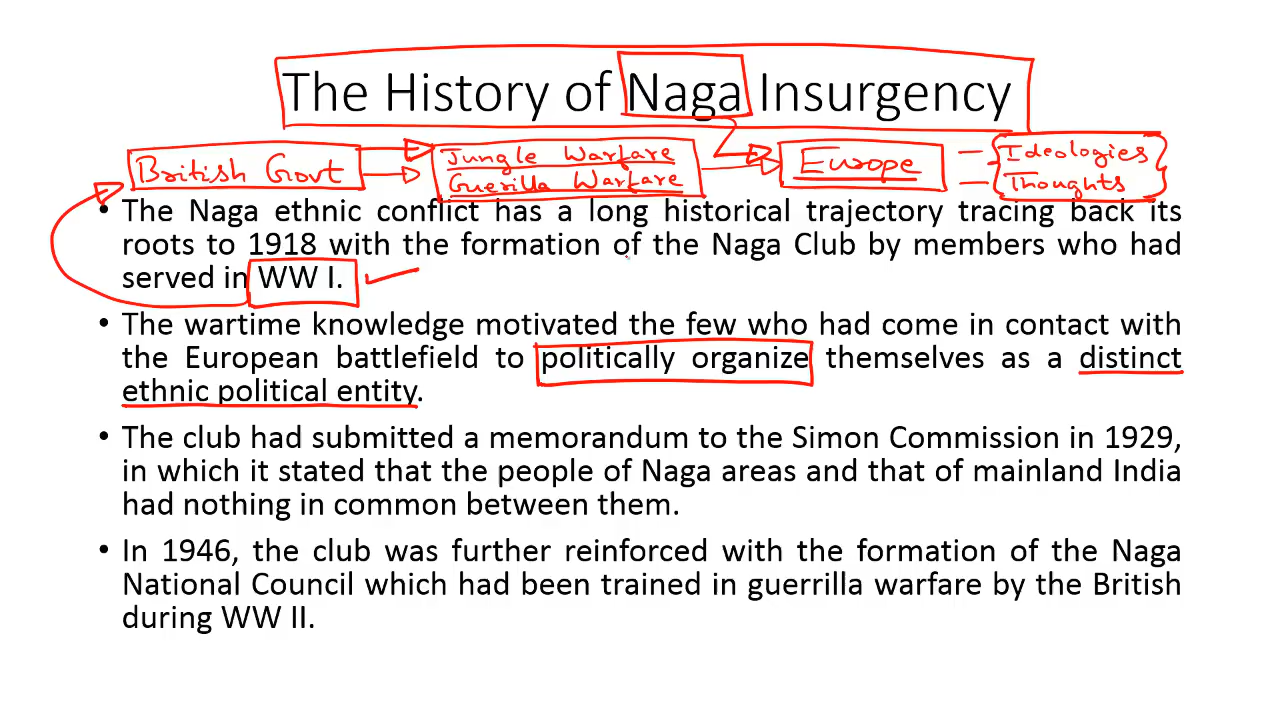 The History of Naga Insurgency
British Govt
Jungle Warfare
Guerilla Warfare
Europe
Ideologies
Thoughts
• The Naga ethnic conflict has a long historical trajectory tracing back its
roots to 1918 with the formation of the Naga Club by members who had
served in WW I.
• The wartime knowledge motivated the few who had come in contact with
the European battlefield to politically organize themselves as a distinct
ethnic political entity.
• The club had submitted a memorandum to the Simon Commission in 1929,
in which it stated that the people of Naga areas and that of mainland India
had nothing in common between them.
• In 1946, the club was further reinforced with the formation of the Naga
National Council which had been trained in guerrilla warfare by the British
during WW II.